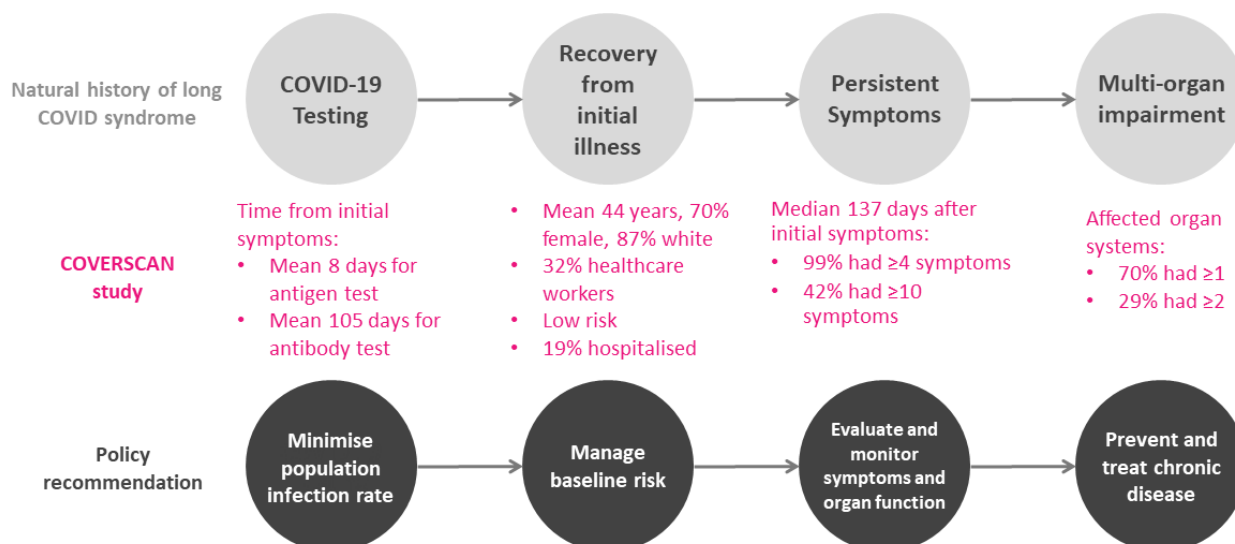 Natural history of long
COVID syndrome
COVID-19
Testing
Recovery
from
initial
illness
Persistent
Symptoms
Multi-organ
impairment
COVERSCAN
study
Time from initial
symptoms:
• Mean 8 days for
antigen test
• Mean 105 days for
antibody test
• Mean 44 years, 70%
female, 87% white
• 32% healthcare
workers
• Low risk
• 19% hospitalised
Median 137 days after
initial symptoms:
• 99% had ≥4 symptoms
• 42% had ≥10
symptoms
Affected organ
systems:
• 70% had ≥1
• 29% had ≥2
Policy
recommendation
Minimise
population
infection rate
Manage
baseline risk
Evaluate and
monitor
symptoms and
organ function
Prevent and
treat chronic
disease